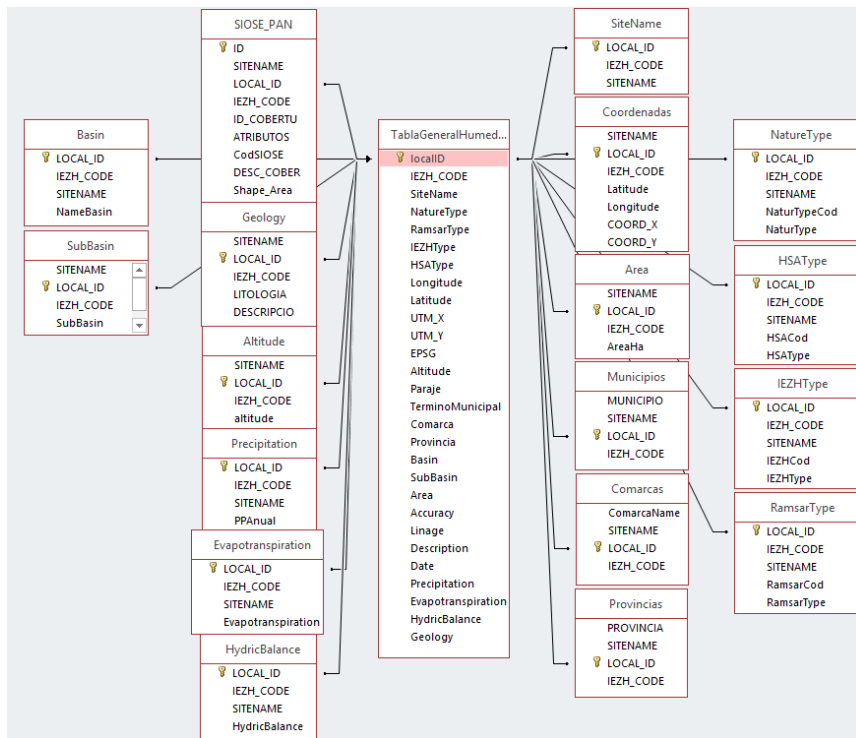 Basin
LOCAL_ID
IEZH_CODE
SITENAME
NameBasin
SubBasin
SITENAME
LOCAL_ID
IEZH_CODE
SubBasin
SIOSE_PAN
ID
SITENAME
LOCAL_ID
IEZH_CODE
ID_COBERTU
ATRIBUTOS
CodSIOSE
DESC_COBER
Shape_Area
Geology
SITENAME
LOCAL_ID
IEZH_CODE
LITOLOGIA
DESCRIPCIO
Altitude
SITENAME
LOCAL_ID
IEZH_CODE
altitude
Precipitation
LOCAL_ID
IEZH_CODE
SITENAME
PPAnual
Evapotranspiration
LOCAL_ID
IEZH_CODE
SITENAME
Evapotranspiration
HydricBalance
LOCAL_ID
IEZH_CODE
SITENAME
HydricBalance
TablaGeneralHumed...
localID
IEZH_CODE
SiteName
NatureType
RamsarType
IEZHType
HSAType
Longitude
Latitude
UTM_X
UTM_Y
EPSG
Altitude
Paraje
TerminoMunicipal
Comarca
Provincia
Basin
SubBasin
Area
Accuracy
Linage
Description
Date
Precipitation
Evapotranspiration
HydricBalance
Geology
SiteName
LOCAL_ID
IEZH_CODE
SITENAME
Coordenadas
SITENAME
LOCAL_ID
IEZH_CODE
Latitude
Longitude
COORD_X
COORD_Y
Area
SITENAME
LOCAL_ID
IEZH_CODE
AreaHa
Municipios
MUNICIPIO
SITENAME
LOCAL_ID
IEZH_CODE
Comarcas
ComarcaName
SITENAME
LOCAL_ID
IEZH_CODE
Provincias
PROVINCIA
SITENAME
LOCAL_ID
IEZH_CODE
NatureType
LOCAL_ID
IEZH_CODE
SITENAME
NaturTypeCod
NaturType
HSAType
LOCAL_ID
IEZH_CODE
SITENAME
HSACod
HSAType
IEZHType
LOCAL_ID
IEZH_CODE
SITENAME
IEZHCod
IEZHType
RamsarType
LOCAL_ID
IEZH_CODE
SITENAME
RamsarCod
RamsarType